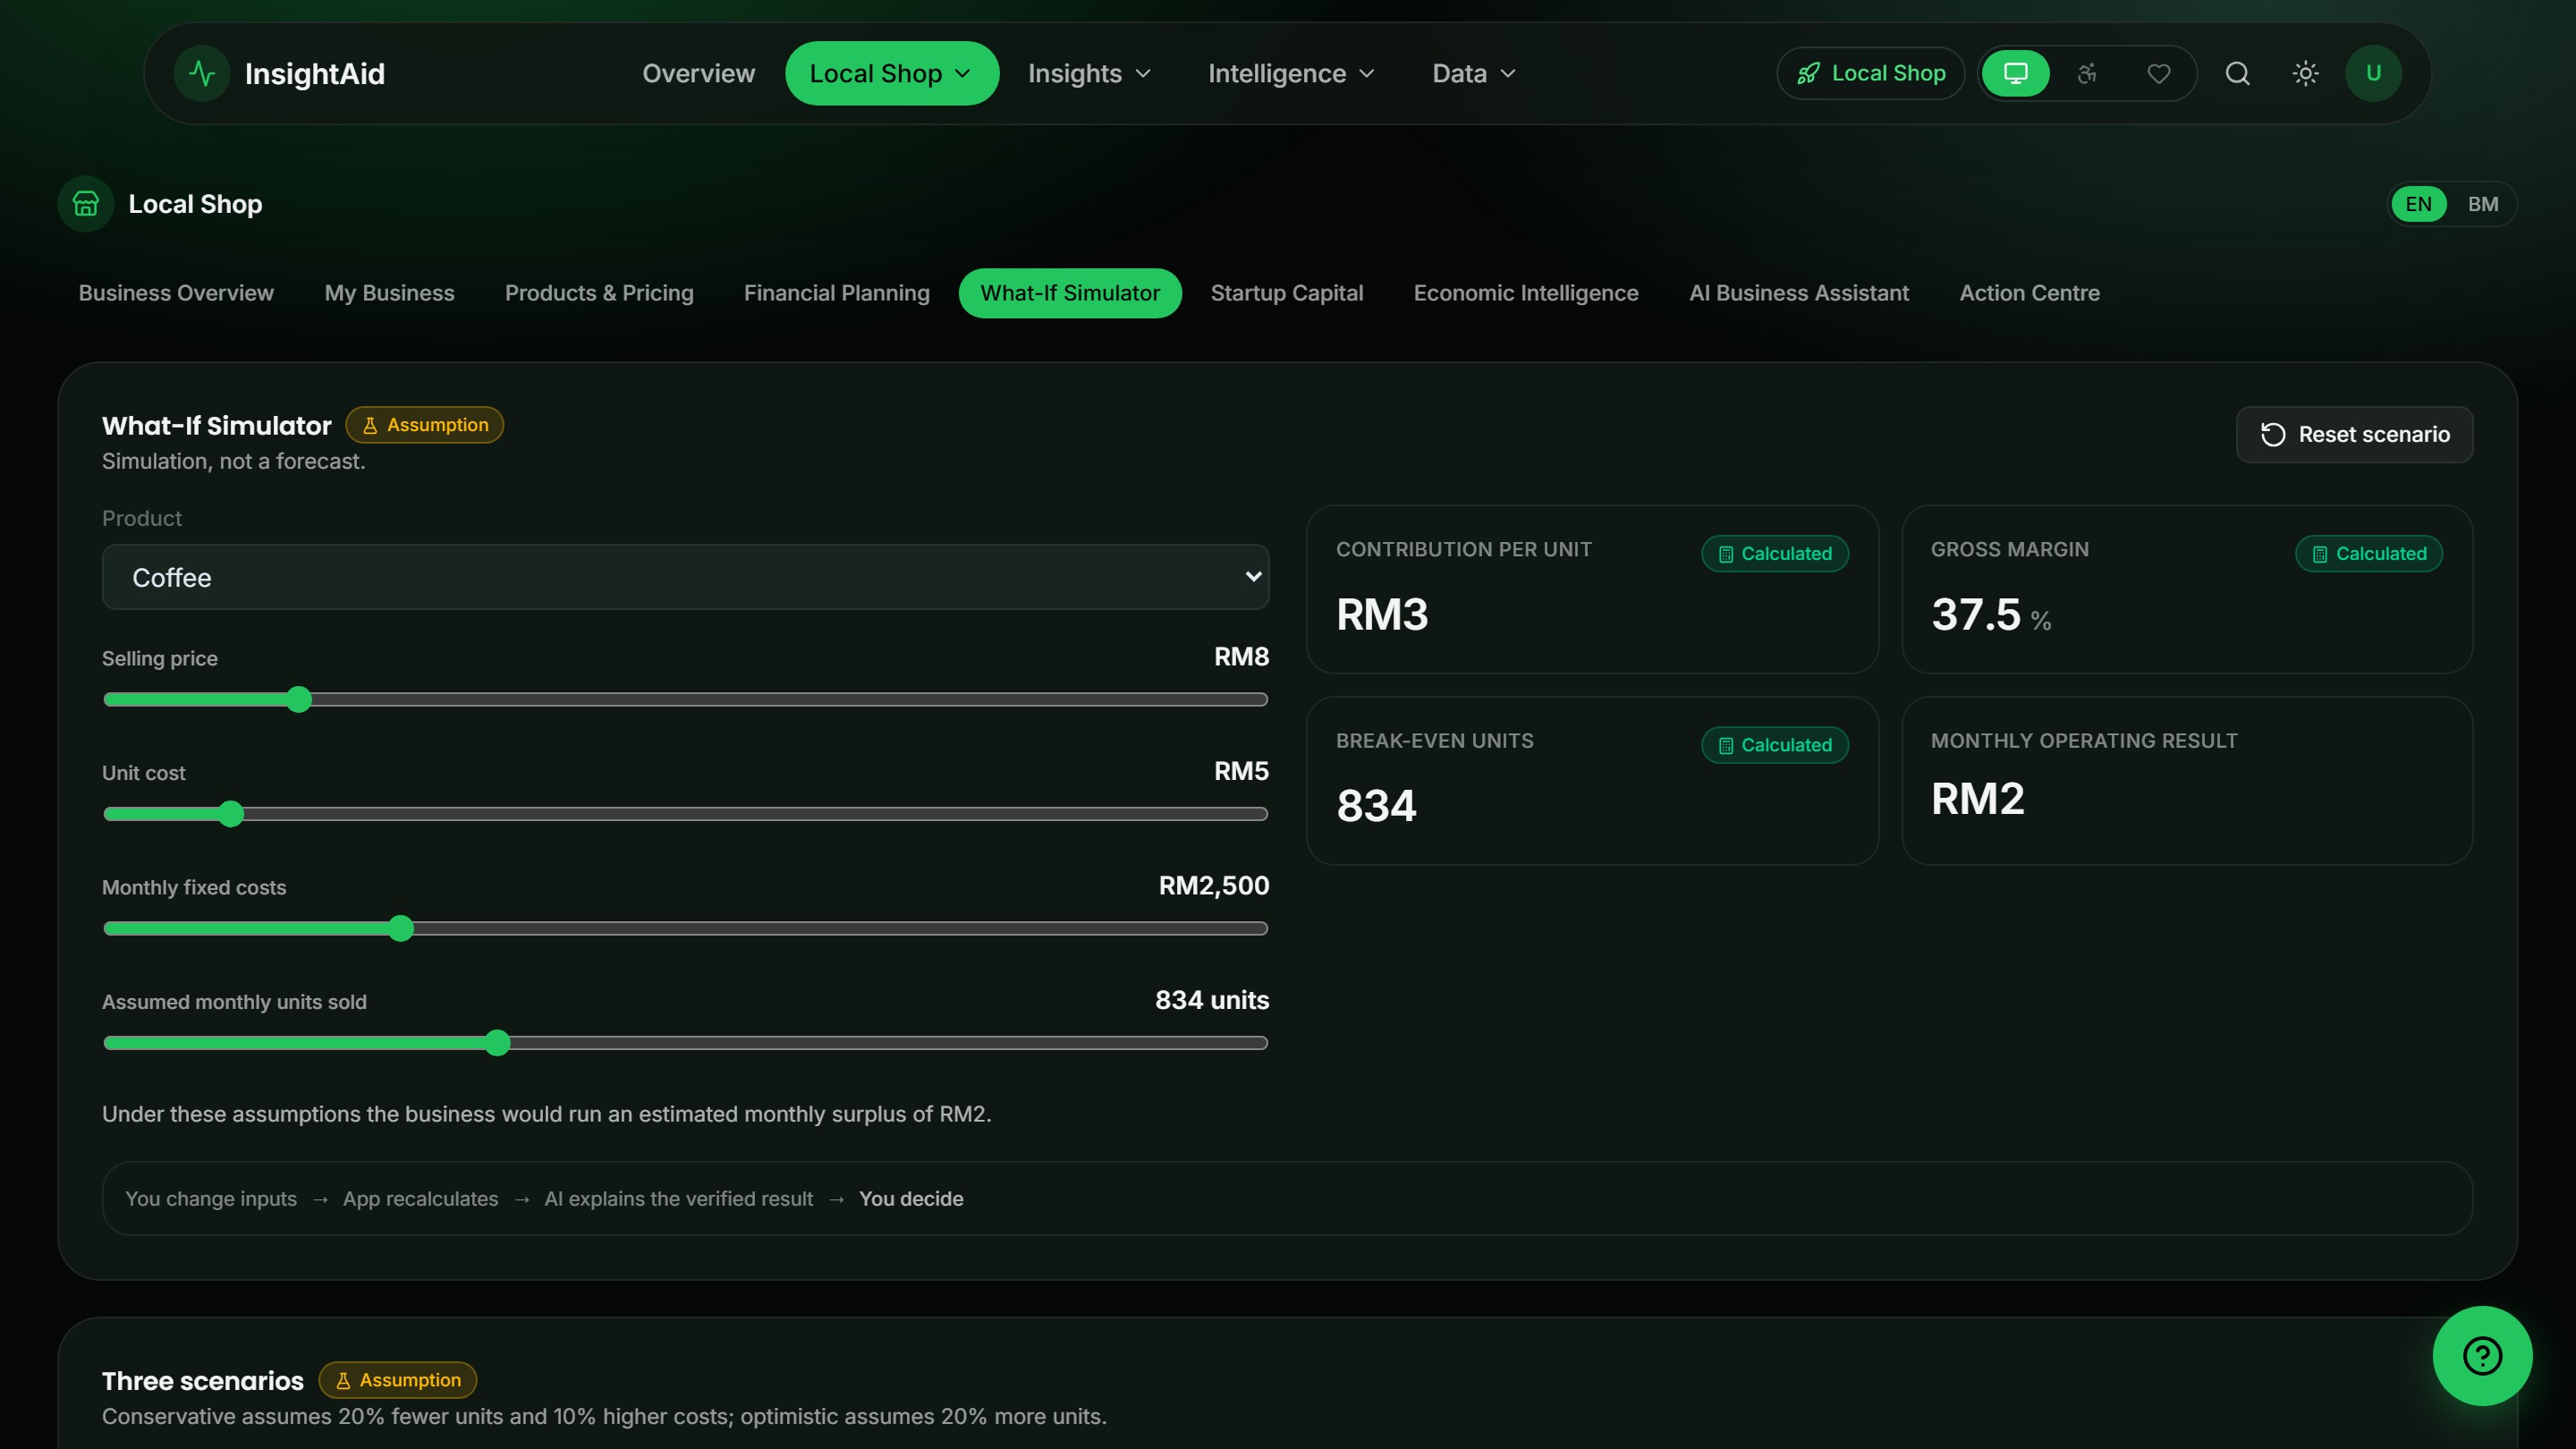 InsightAid
Overview
Local Shop
Insights
Intelligence
Data
Local Shop
U
Local Shop
EN
BM
Business Overview
My Business
Products & Pricing
Financial Planning
What-If Simulator
Startup Capital
Economic Intelligence
AI Business Assistant
Action Centre
What-If Simulator
Assumption
Simulation, not a forecast.
Reset scenario
Product
Coffee
Selling price
RM8
Unit cost
RM5
Monthly fixed costs
RM2,500
Assumed monthly units sold
834 units
CONTRIBUTION PER UNIT
Calculated
RM3
GROSS MARGIN
Calculated
37.5 %
BREAK-EVEN UNITS
Calculated
834
MONTHLY OPERATING RESULT
RM2
Under these assumptions the business would run an estimated monthly surplus of RM2.
You change inputs → App recalculates → AI explains the verified result → You decide
Three scenarios
Assumption
Conservative assumes 20% fewer units and 10% higher costs; optimistic assumes 20% more units.